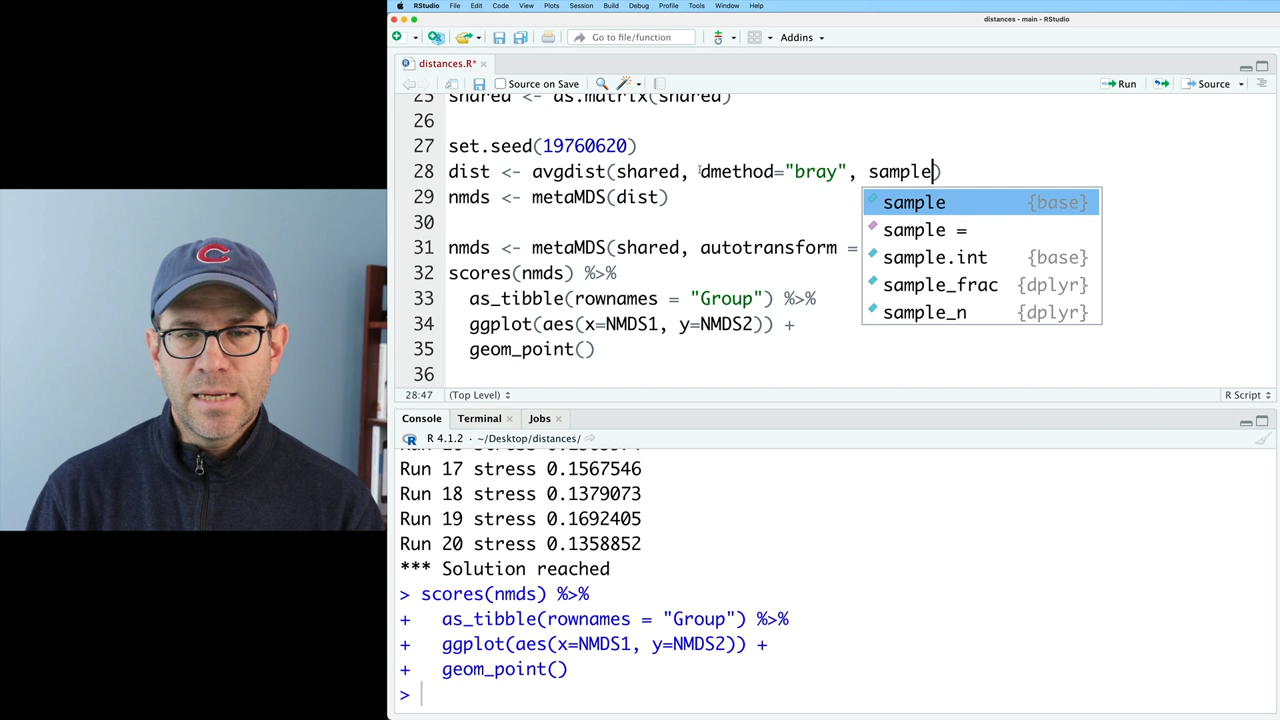 RStudio File Edit Code View Plots Session Build Debug Profile Tools Window Help
distances - main - RStudio
Go to file/function Addins
distances.R*
Source on Save Run Source
25 shared <- as.matrix(shared)
26
27 set.seed(19760620)
28 dist <- avgdist(shared, dmethod="bray", sample)
29 nmds <- metaMDS(dist)
30
31 nmds <- metaMDS(shared, autotransform =
32 scores(nmds) %>%
33 as_tibble(rownames = "Group") %>%
34 ggplot(aes(x=NMDS1, y=NMDS2)) +
35 geom_point()
36
sample {base}
sample =
sample.int {base}
sample_frac {dplyr}
sample_n {dplyr}
28:47 (Top Level) R Script
Console Terminal Jobs
R 4.1.2 · ~/Desktop/distances/
Run 17 stress 0.1567546
Run 18 stress 0.1379073
Run 19 stress 0.1692405
Run 20 stress 0.1358852
*** Solution reached
> scores(nmds) %>%
+ as_tibble(rownames = "Group") %>%
+ ggplot(aes(x=NMDS1, y=NMDS2)) +
+ geom_point()
>
C